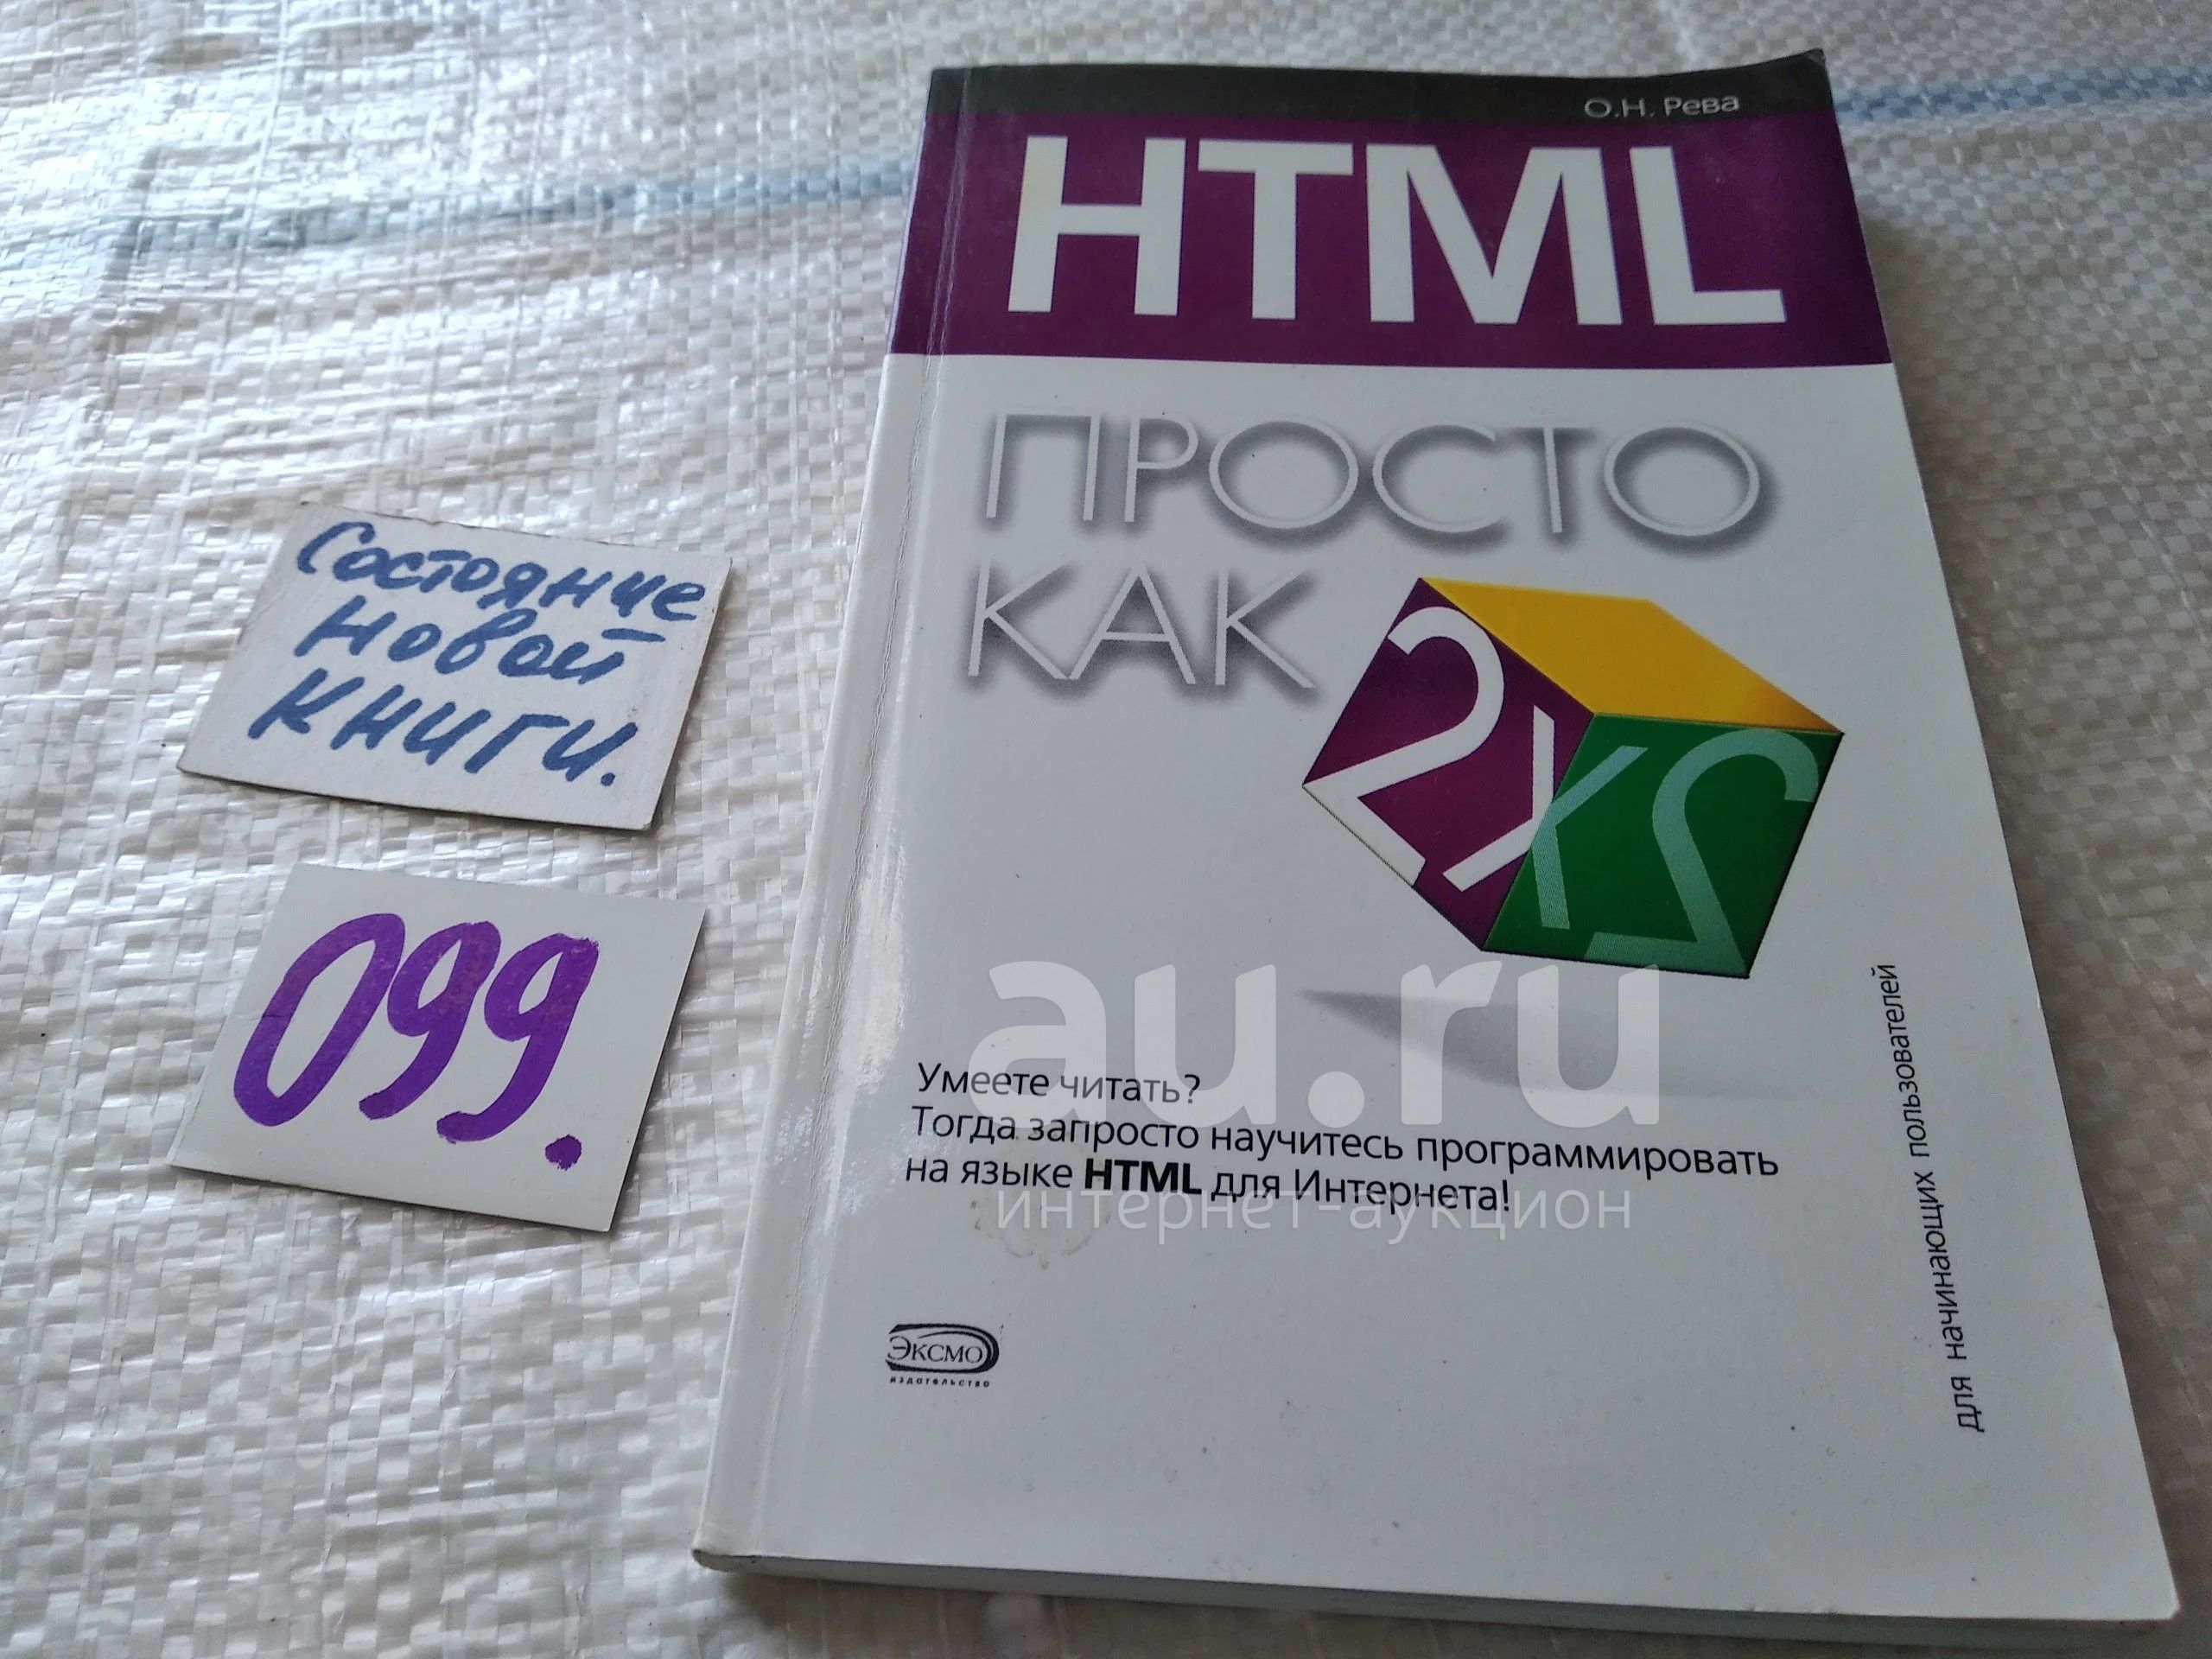 О.Н. Рева
HTML
ПРОСТО
КАК
2х2
Состояние
новой
книги.
099.
au.ru
интернет-аукцион
Умеете читать?
Тогда запросто научитесь программировать
на языке HTML для Интернета!
для начинающих пользователей
ЭКСМО
издательство